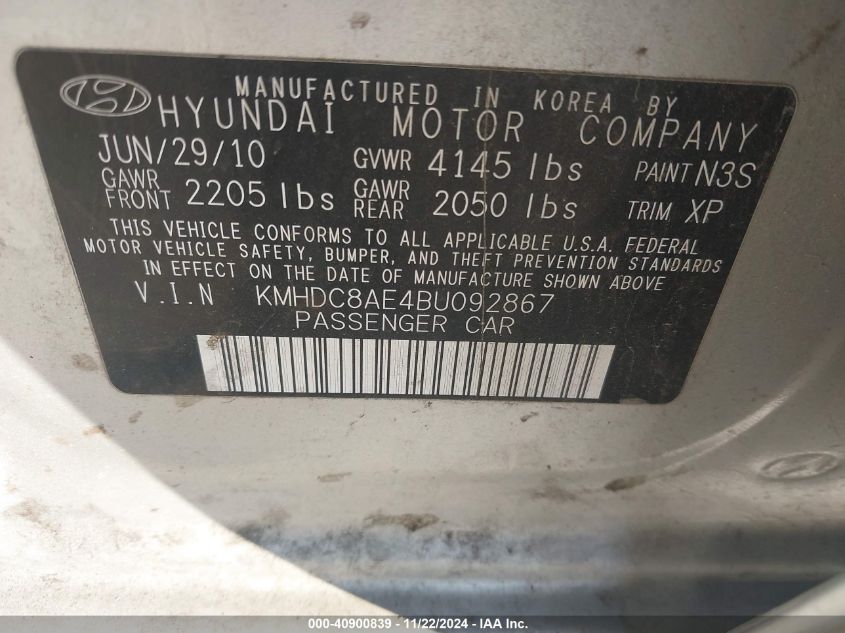 MANUFACTURED IN KOREA BY
HYUNDAI MOTOR COMPANY
JUN/29/10 GVWR 4145 lbs PAINT N3S
GAWR FRONT 2205 lbs GAWR REAR 2050 lbs TRIM XP
THIS VEHICLE CONFORMS TO ALL APPLICABLE U.S.A. FEDERAL
MOTOR VEHICLE SAFETY, BUMPER, AND THEFT PREVENTION STANDARDS
IN EFFECT ON THE DATE OF MANUFACTURE SHOWN ABOVE
V.I.N KMHDC8AE4BU092867
PASSENGER CAR
000-40900839 - 11/22/2024 - IAAI.com